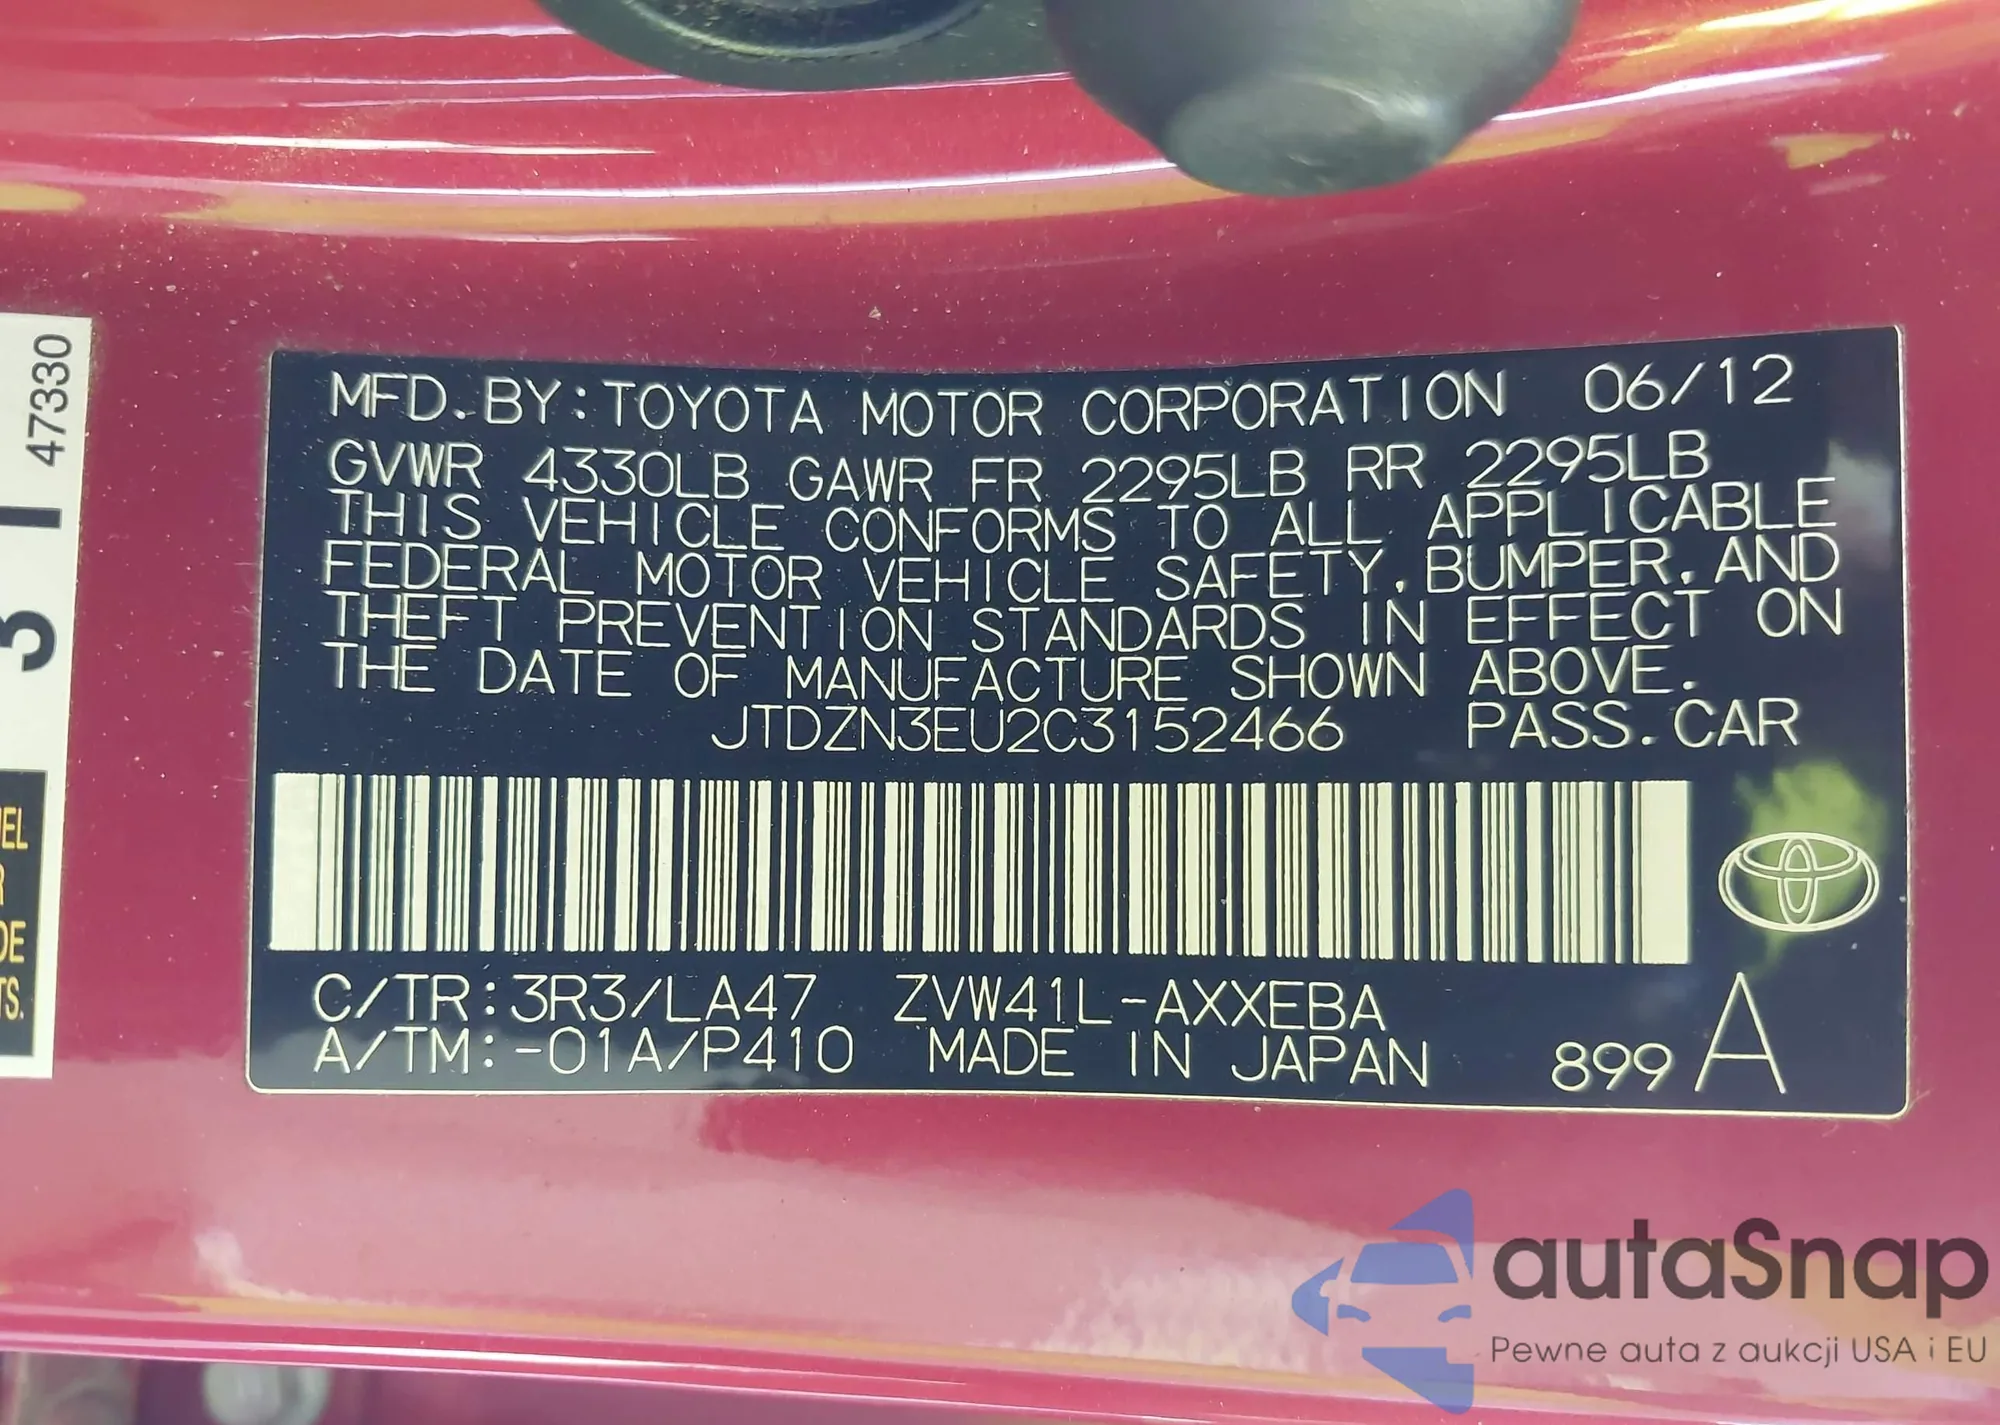 47330
3 1
MFD. BY: TOYOTA MOTOR CORPORATION 06/12
GVWR 4330LB GAWR FR 2295LB RR 2295LB
THIS VEHICLE CONFORMS TO ALL APPLICABLE
FEDERAL MOTOR VEHICLE SAFETY, BUMPER, AND
THEFT PREVENTION STANDARDS IN EFFECT ON
THE DATE OF MANUFACTURE SHOWN ABOVE.
JTDZN3EU2C3152466 PASS. CAR
C/TR: 3R3/LA47 ZVW41L-AXXEBA
A/TM: -01A/P410 MADE IN JAPAN 899 A
autaSnap
Pewne auta z aukcji USA i EU